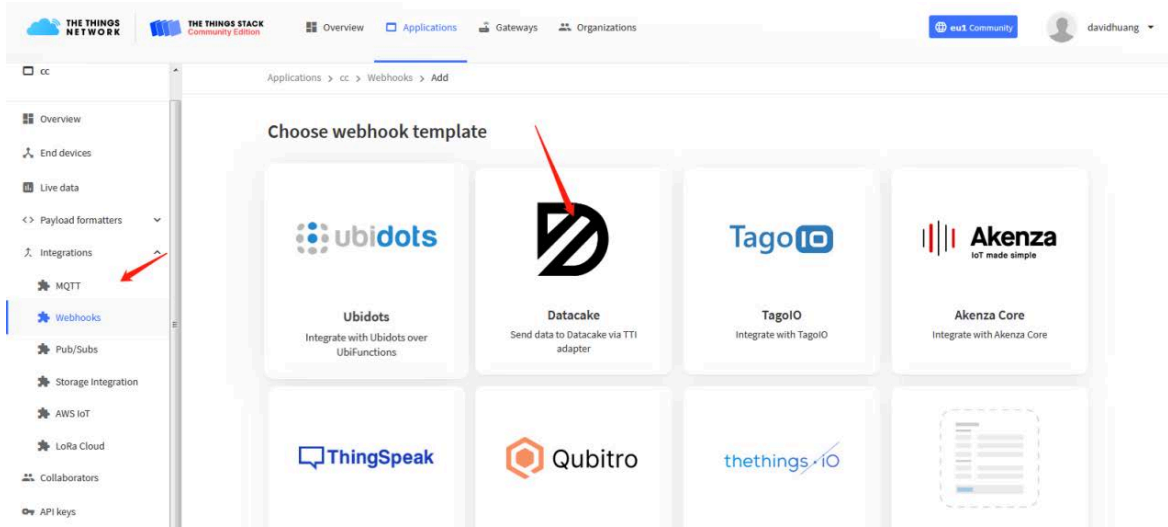 THE THINGS
NETWORK
THE THINGS STACK
Community Edition
Overview
Applications
Gateways
Organizations
eu1 Community
davidhuang
cc
Applications > cc > Webhooks > Add
Overview
End devices
Live data
<> Payload formatters
Integrations
MQTT
Webhooks
Pub/Subs
Storage Integration
AWS IoT
LoRa Cloud
Collaborators
API keys
Choose webhook template
ubidots
Ubidots
Integrate with Ubidots over
UbiFunctions
Datacake
Send data to Datacake via TTI
adapter
TagoIO
TagoIO
Integrate with TagoIO
Akenza
IoT made simple
Akenza Core
Integrate with Akenza Core
ThingSpeak
Qubitro
thethings.iO